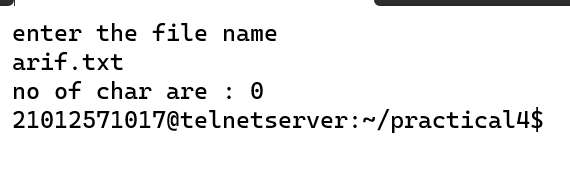 enter the file name
arif.txt
no of char are : 0
21012571017@telnetserver:~/practical4$